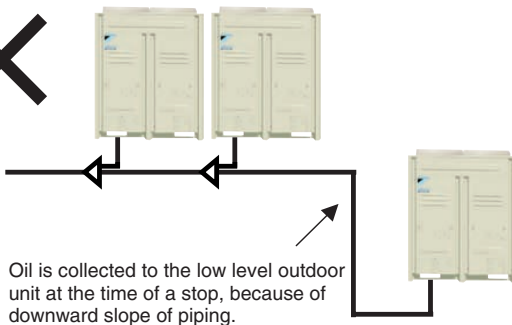 Oil is collected to the low level outdoor
unit at the time of a stop, because of
downward slope of piping.